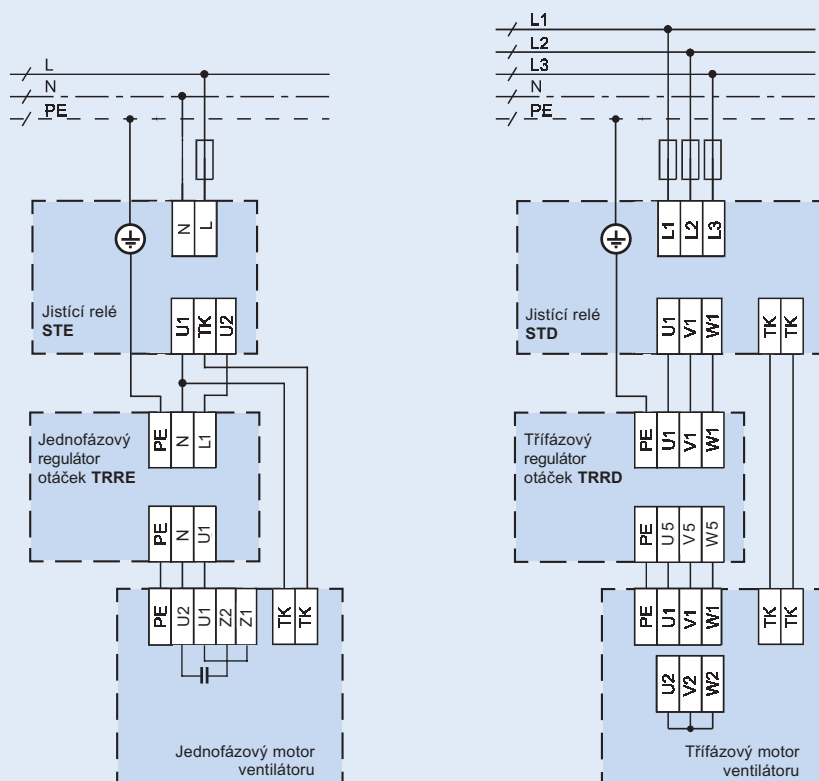 L
N
PE
N L
Jistící relé
STE
U1 TK U2
Jednofázový
regulátor
otáček TRRE
PE N L1
PE N U1
PE U2 U1 Z2 Z1 TK TK
Jednofázový motor
ventilátoru
L1
L2
L3
N
PE
L1 L2 L3
Jistící relé
STD
U1 V1 W1 TK TK
Třífázový
regulátor
otáček TRRD
PE U1 V1 W1
PE U5 V5 W5
PE U1 V1 W1 TK TK
U2 V2 W2
Třífázový motor
ventilátoru